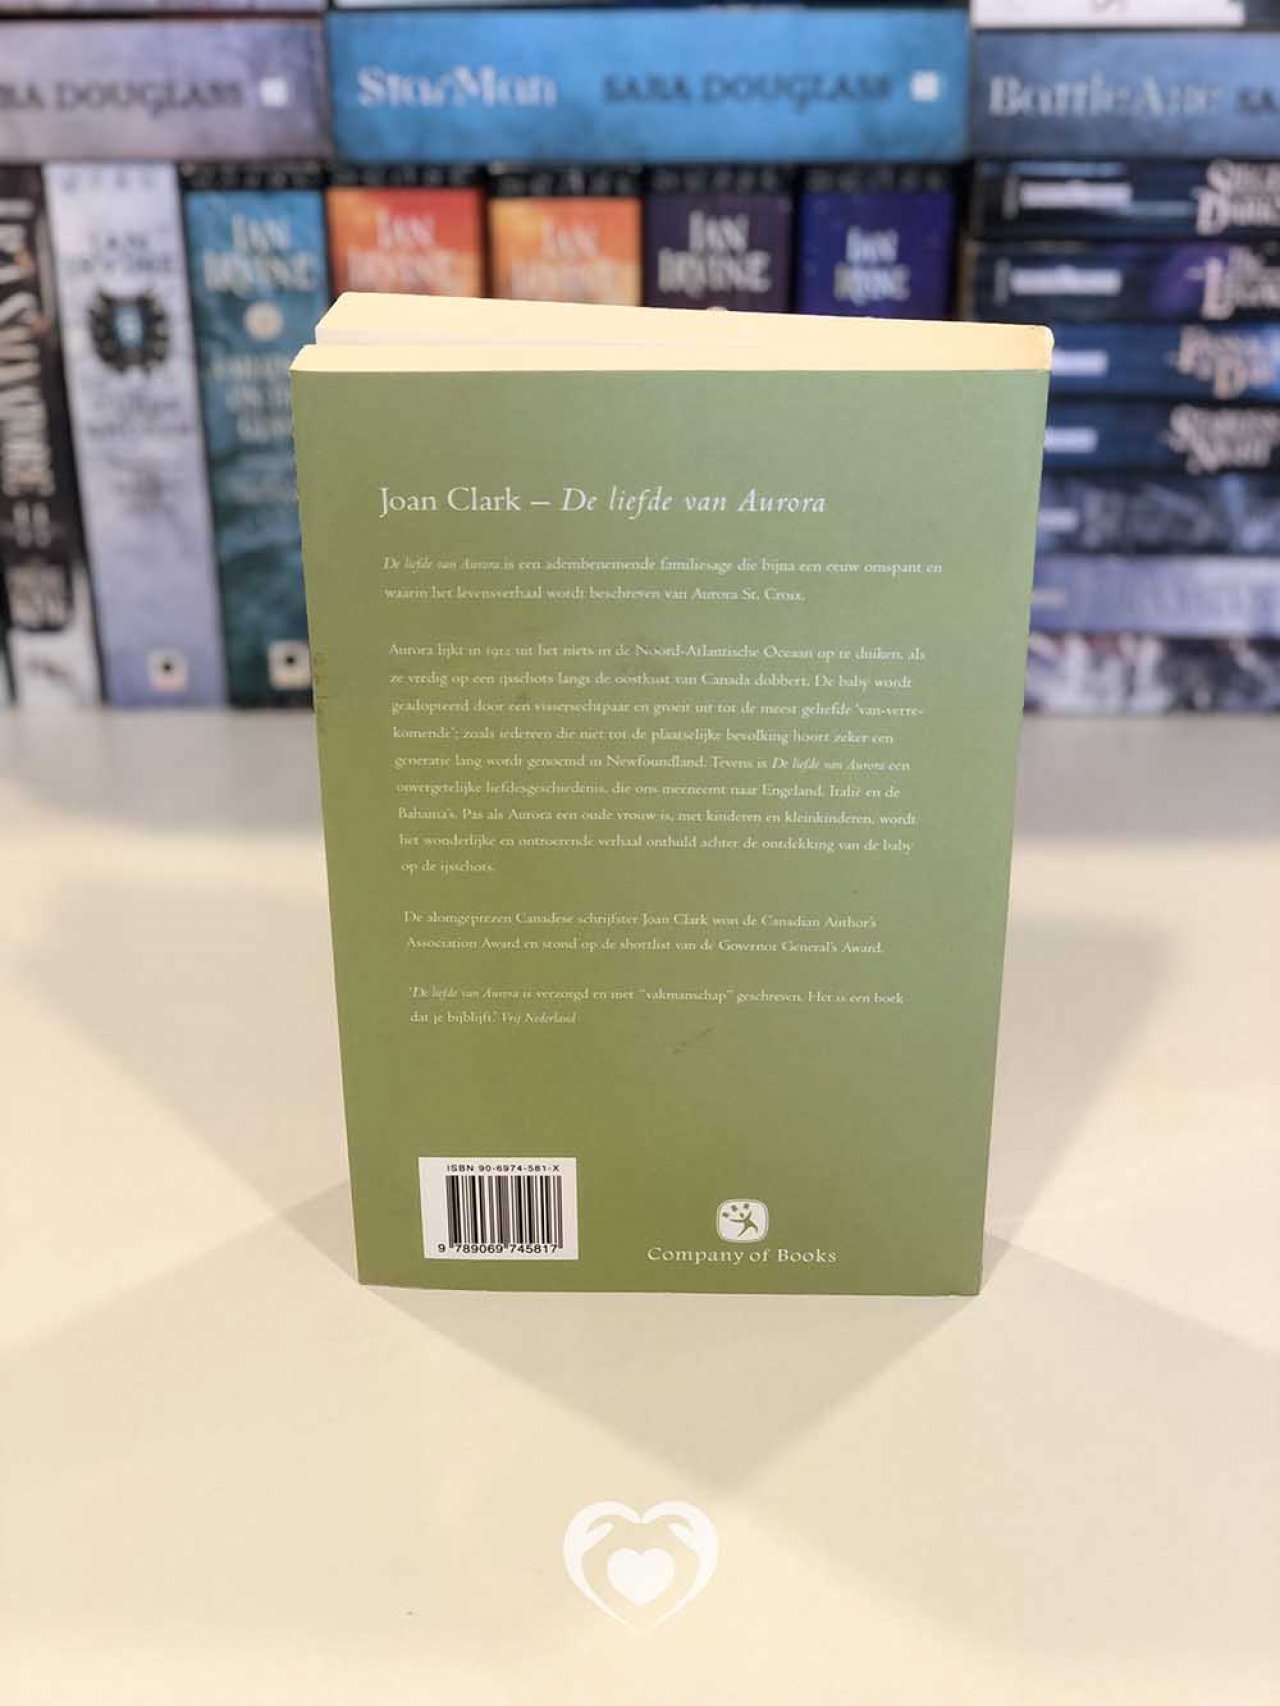 SARA DOUGLASS
StarMan SARA DOUGLASS
BattleAxe SA
IAN IRVINE
IAN IRVINE
IAN IRVINE
IAN IRVINE
IAN IRVINE
Joan Clark – De liefde van Aurora
De liefde van Aurora is een adembenemende familiesage die bijna een eeuw omspant en
waarin het levensverhaal wordt beschreven van Aurora St. Croix.
Aurora lijkt in 1912 uit het niets in de Noord-Atlantische Oceaan op te duiken, als
ze vredig op een ijsschots langs de oostkust van Canada dobbert. De baby wordt
geadopteerd door een vissersechtpaar en groeit uit tot de meest geliefde ‘van-verre-
komende’; zoals iedereen die niet tot de plaatselijke bevolking hoort zeker een
generatie lang wordt genoemd in Newfoundland. Tevens is De liefde van Aurora een
onvergetelijke liefdesgeschiedenis, die ons meeneemt naar Engeland, Italië en de
Bahama’s. Pas als Aurora een oude vrouw is, met kinderen en kleinkinderen, wordt
het wonderlijke en ontroerende verhaal onthuld achter de ontdekking van de baby
op de ijsschots.
De alomgeprezen Canadese schrijfster Joan Clark won de Canadian Author’s
Association Award en stond op de shortlist van de Governor General’s Award.
‘De liefde van Aurora is verzorgd en met “vakmanschap” geschreven. Het is een boek
dat je bijblijft.’ Vrij Nederland
ISBN 90-6974-581-X
9 789069 745817
Company of Books